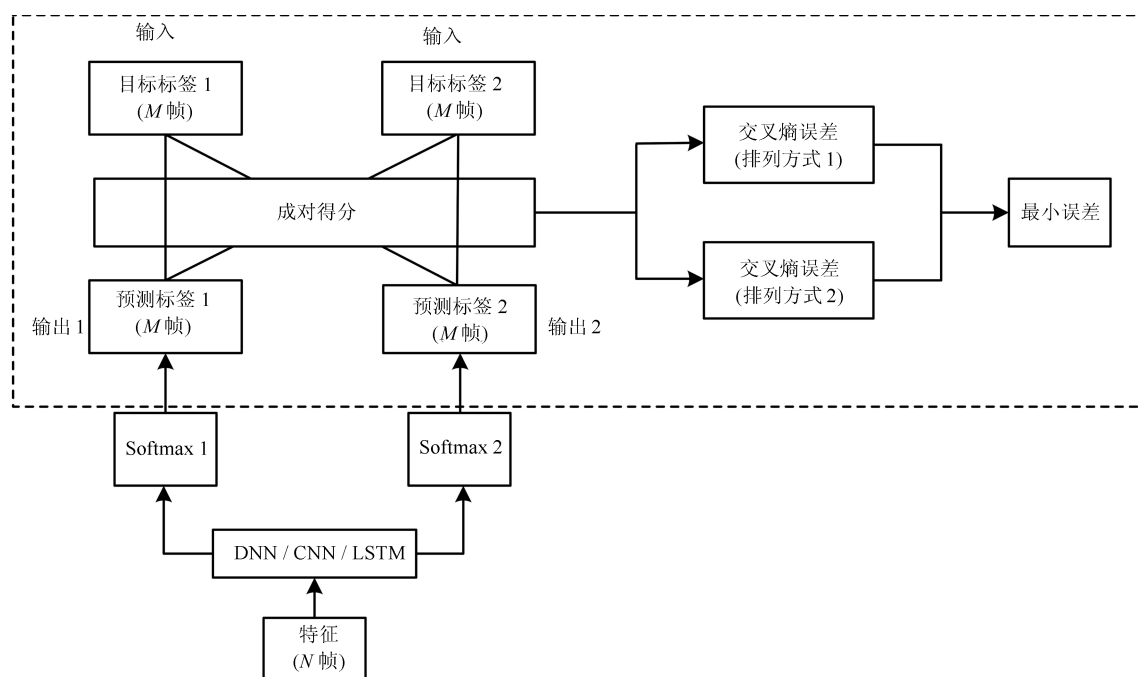 输入
输入
目标标签 1
(M 帧)
目标标签 2
(M 帧)
成对得分
交叉熵误差
(排列方式 1)
最小误差
交叉熵误差
(排列方式 2)
预测标签 1
(M 帧)
输出 1
预测标签 2
(M 帧)
输出 2
Softmax 1
Softmax 2
DNN / CNN / LSTM
特征
(N 帧)